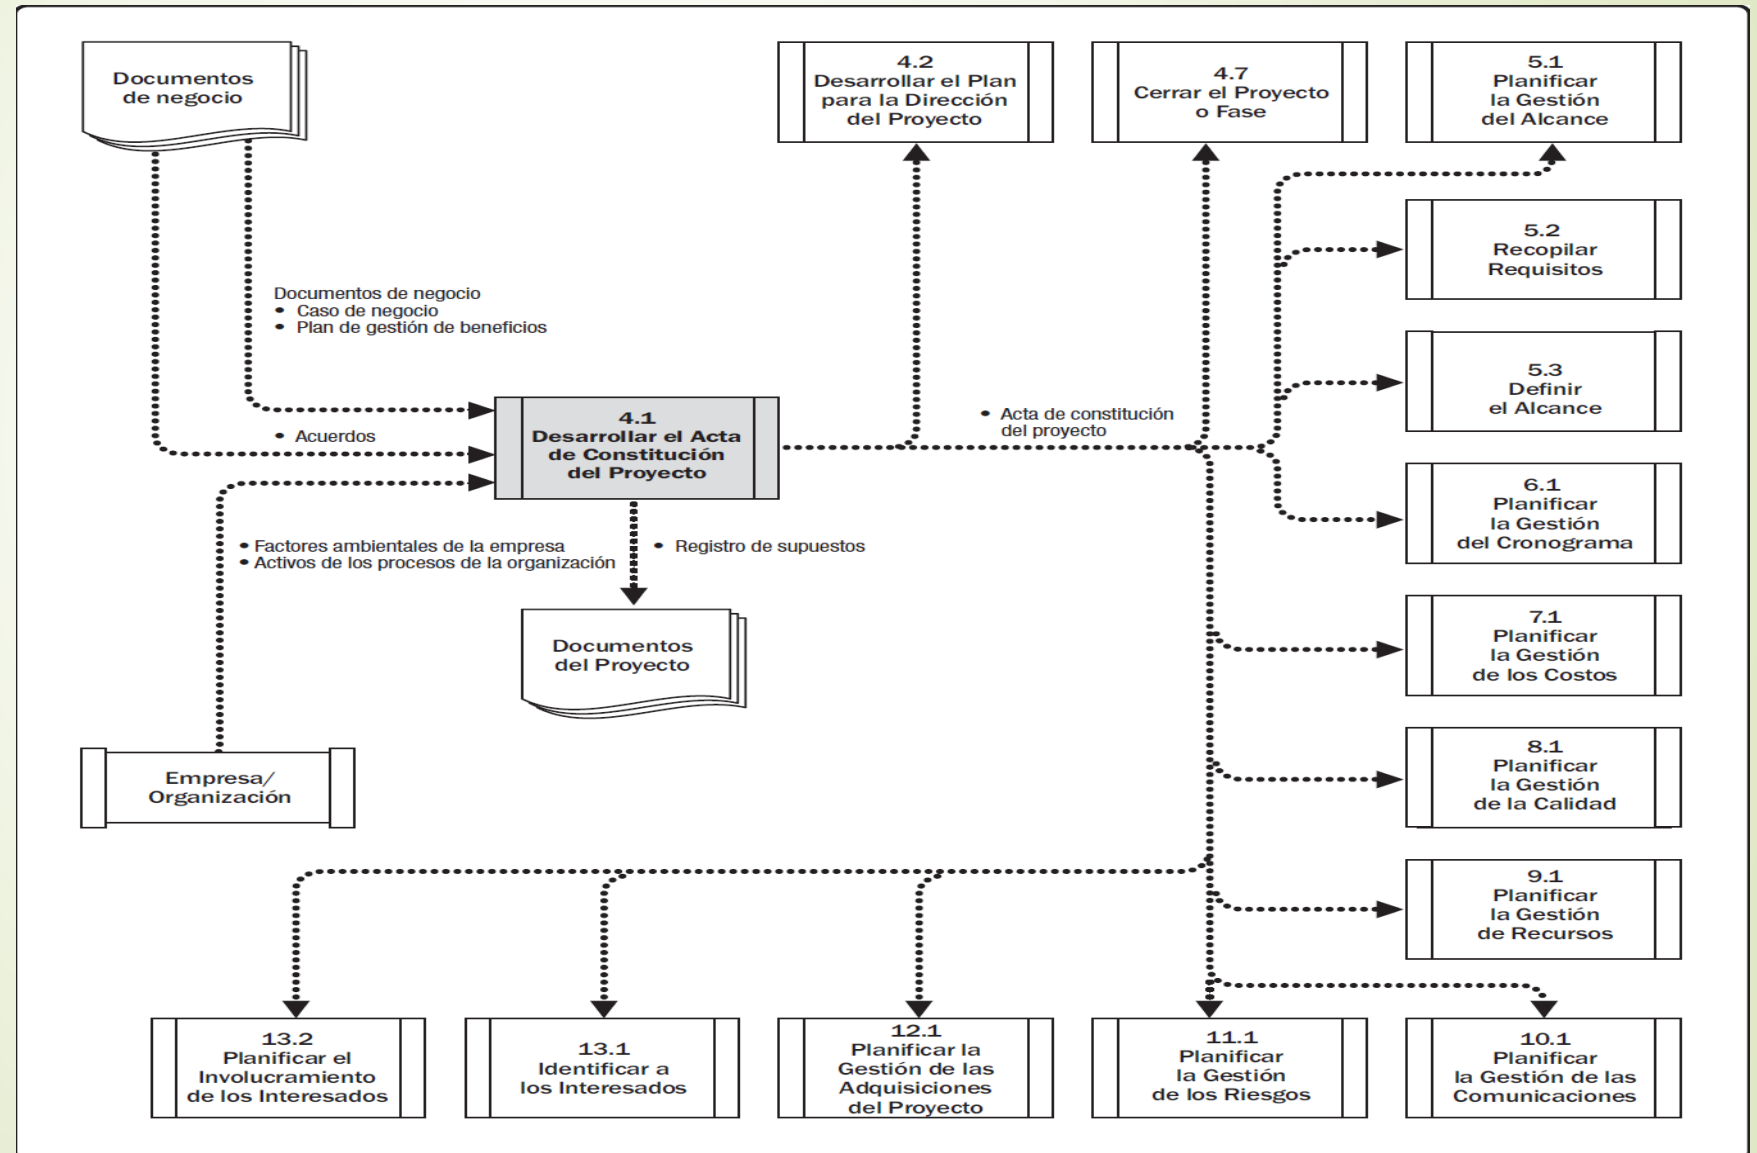 Documentos
de negocio
4.2
Desarrollar el Plan
para la Dirección
del Proyecto
4.7
Cerrar el Proyecto
o Fase
5.1
Planificar
la Gestión
del Alcance
5.2
Recopilar
Requisitos
Documentos de negocio
• Caso de negocio
• Plan de gestión de beneficios
5.3
Definir
el Alcance
4.1
Desarrollar el Acta
de Constitución
del Proyecto
• Acuerdos
• Acta de constitución
del proyecto
6.1
Planificar
la Gestión
del Cronograma
• Factores ambientales de la empresa
• Activos de los procesos de la organización
• Registro de supuestos
Documentos
del Proyecto
7.1
Planificar
la Gestión
de los Costos
Empresa/
Organización
8.1
Planificar
la Gestión
de la Calidad
9.1
Planificar
la Gestión
de Recursos
13.2
Planificar el
Involucramiento
de los Interesados
13.1
Identificar a
los Interesados
12.1
Planificar la
Gestión de las
Adquisiciones
del Proyecto
11.1
Planificar
la Gestión
de los Riesgos
10.1
Planificar
la Gestión de las
Comunicaciones